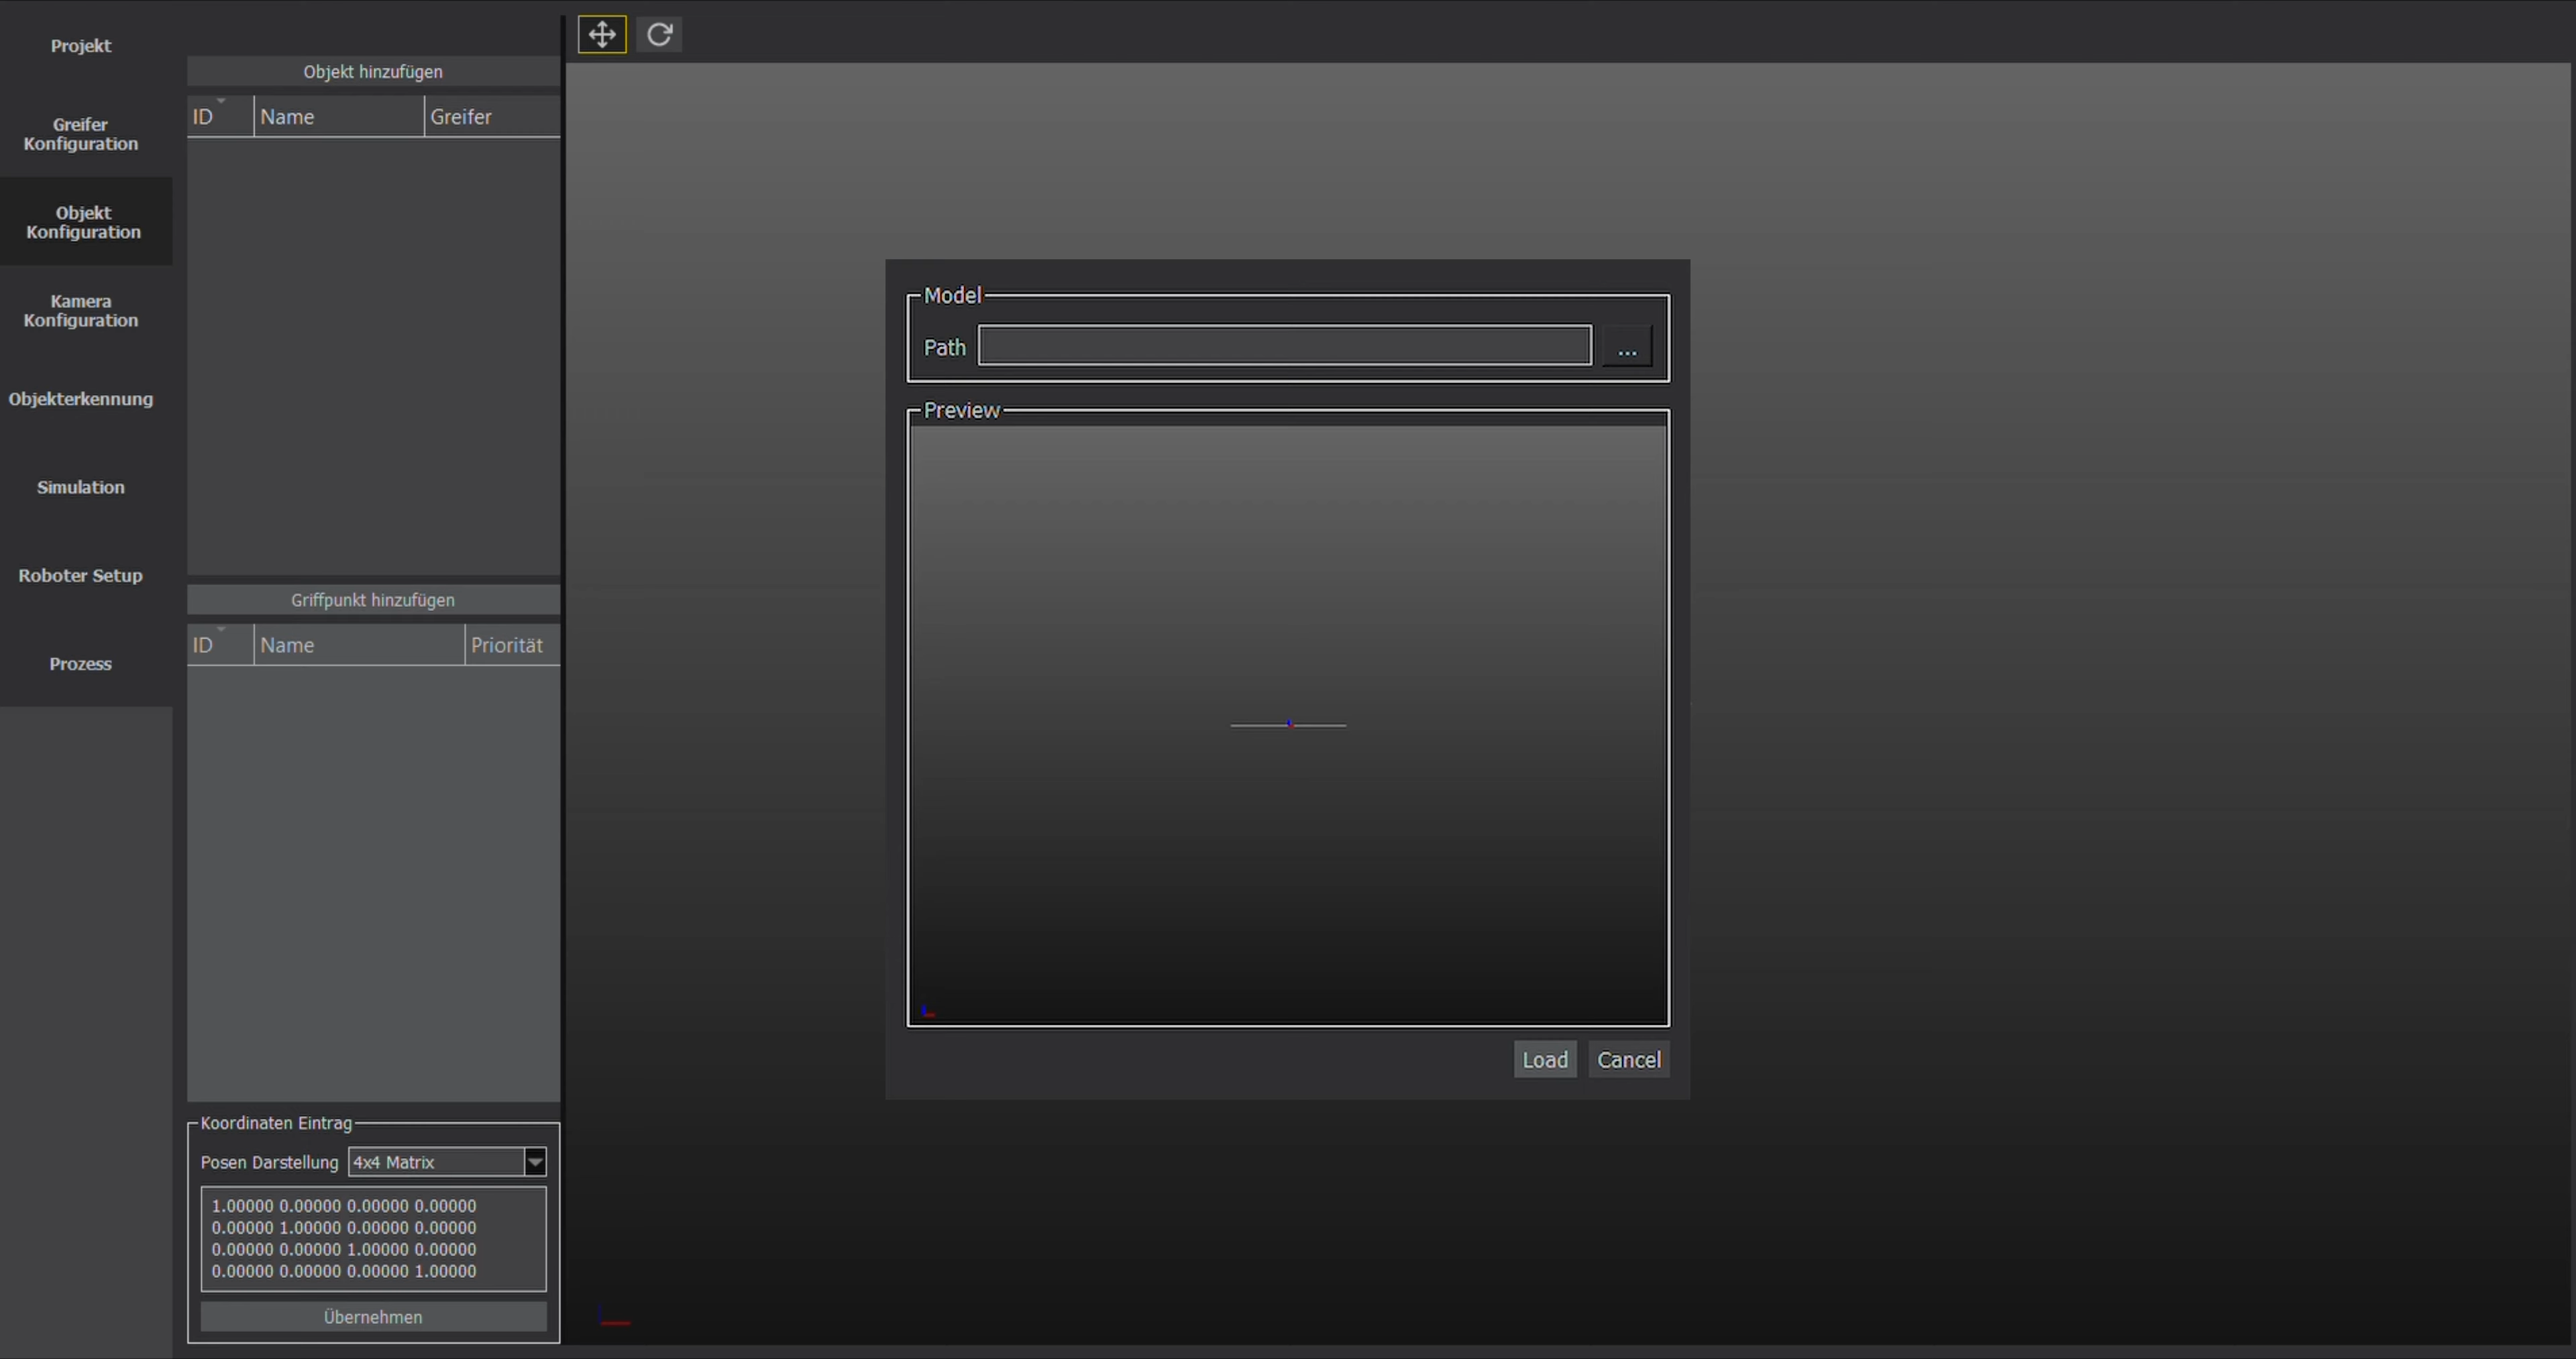 Projekt
Greifer
Konfiguration
Objekt
Konfiguration
Kamera
Konfiguration
Objekterkennung
Simulation
Roboter Setup
Prozess
Objekt hinzufügen
ID Name Greifer
Griffpunkt hinzufügen
ID Name Priorität
Koordinaten Eintrag
Posen Darstellung 4x4 Matrix
1.00000 0.00000 0.00000 0.00000
0.00000 1.00000 0.00000 0.00000
0.00000 0.00000 1.00000 0.00000
0.00000 0.00000 0.00000 1.00000
Übernehmen
Model
Path ...
Preview
Load Cancel